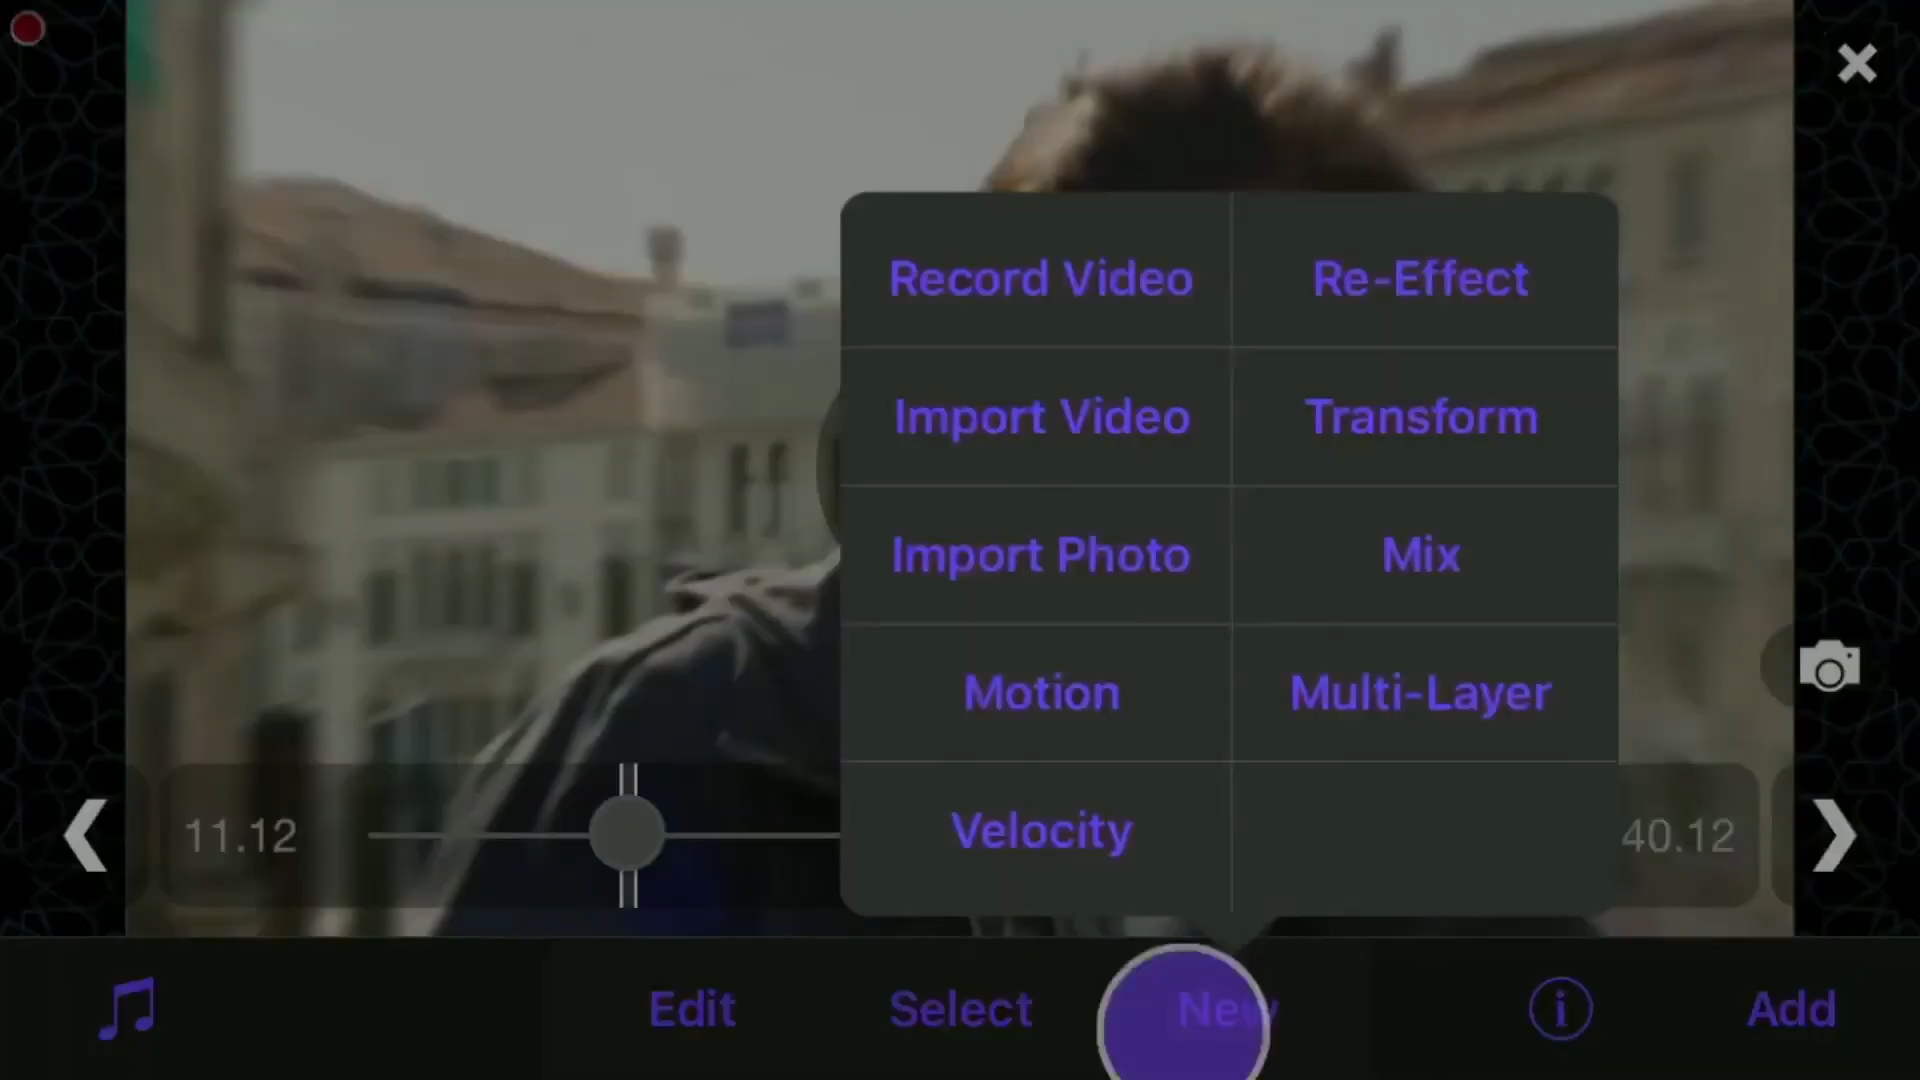 Record Video Re-Effect
Import Video Transform
Import Photo Mix
Motion Multi-Layer
Velocity
11.12 40.12
Edit Select New Add